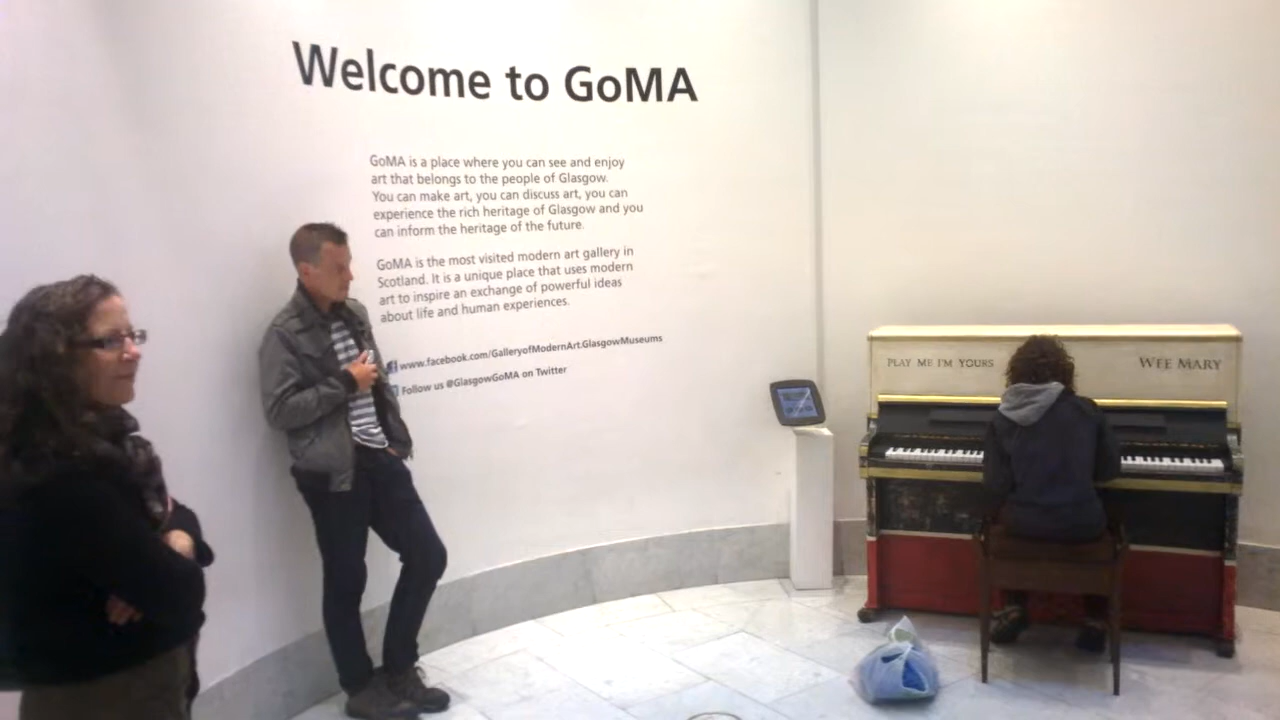 Welcome to GoMA
GoMA is a place where you can see and enjoy
art that belongs to the people of Glasgow.
You can make art, you can discuss art, you can
experience the rich heritage of Glasgow and you
can inform the heritage of the future.
GoMA is the most visited modern art gallery in
Scotland. It is a unique place that uses modern
art to inspire an exchange of powerful ideas
about life and human experiences.
www.facebook.com/GalleryofModernArt.GlasgowMuseums
Follow us @GlasgowGoMA on Twitter
PLAY ME I'M YOURS
WEE MARY